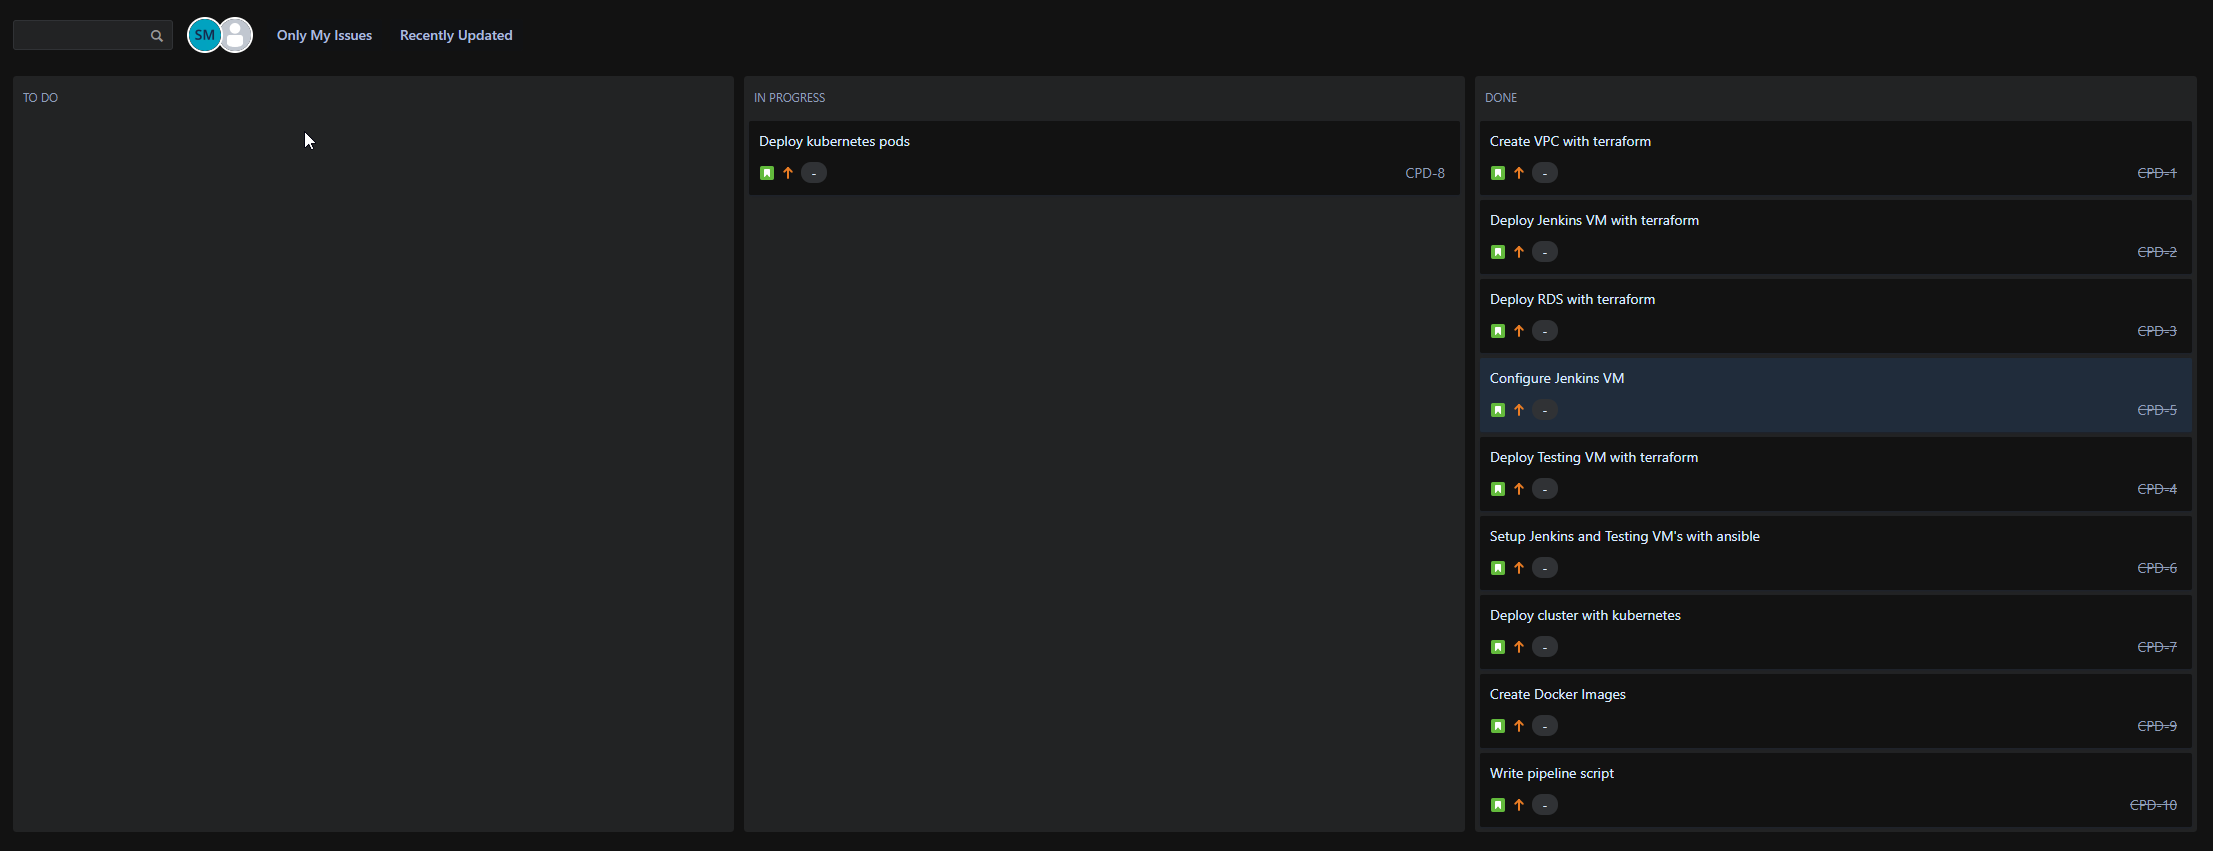 SM
Only My Issues
Recently Updated
TO DO
IN PROGRESS
Deploy kubernetes pods
-
CPD-8
DONE
Create VPC with terraform
-
CPD-1
Deploy Jenkins VM with terraform
-
CPD-2
Deploy RDS with terraform
-
CPD-3
Configure Jenkins VM
-
CPD-5
Deploy Testing VM with terraform
-
CPD-4
Setup Jenkins and Testing VM's with ansible
-
CPD-6
Deploy cluster with kubernetes
-
CPD-7
Create Docker Images
-
CPD-9
Write pipeline script
-
CPD-10